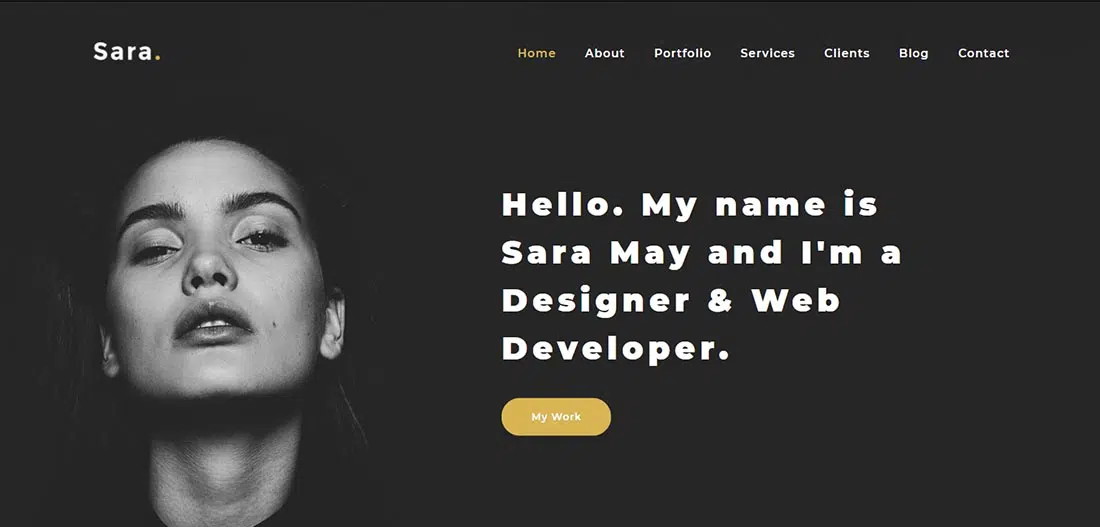 Sara.
Home About Portfolio Services Clients Blog Contact
Hello. My name is
Sara May and I'm a
Designer & Web
Developer.
My Work